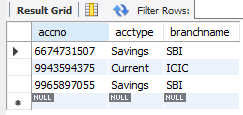 Result Grid Filter Rows:
accno acctype branchname
6674731507 Savings SBI
9943594375 Current ICIC
9965897055 Savings SBI
NULL NULL NULL